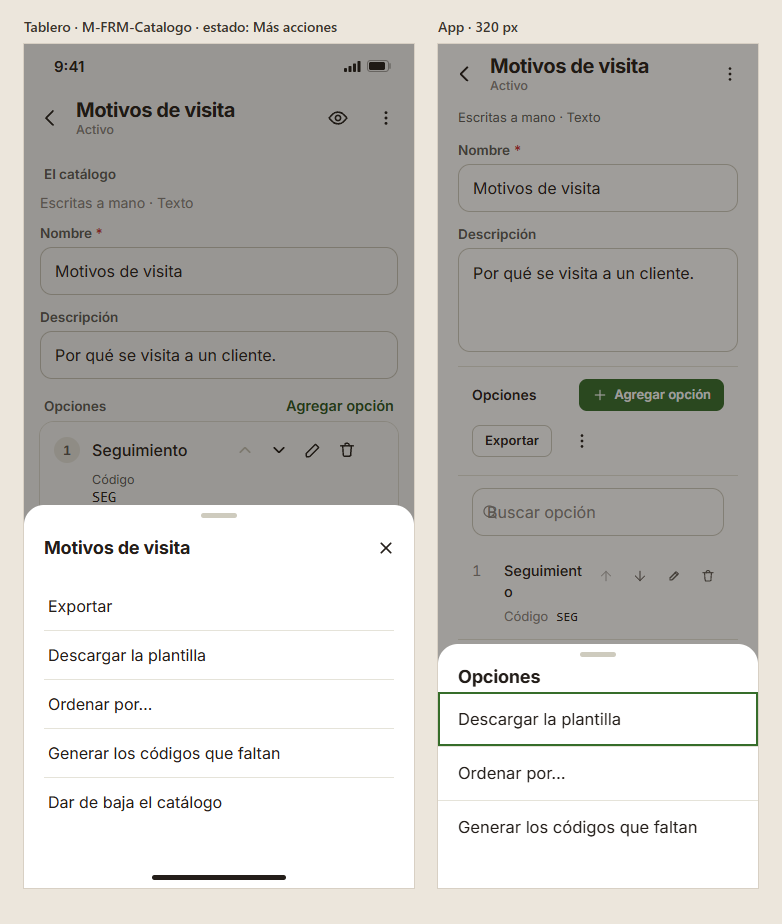 Tablero · M-FRM-Catalogo · estado: Más acciones
9:41
Motivos de visita
Activo
El catálogo
Escritas a mano · Texto
Nombre *
Motivos de visita
Descripción
Por qué se visita a un cliente.
Opciones
Agregar opción
1
Seguimiento
Código
SEG
Motivos de visita
Exportar
Descargar la plantilla
Ordenar por...
Generar los códigos que faltan
Dar de baja el catálogo
App · 320 px
Motivos de visita
Activo
Escritas a mano · Texto
Nombre *
Motivos de visita
Descripción
Por qué se visita a un cliente.
Opciones
Agregar opción
Exportar
Buscar opción
1
Seguimient
o
Código SEG
Opciones
Descargar la plantilla
Ordenar por...
Generar los códigos que faltan